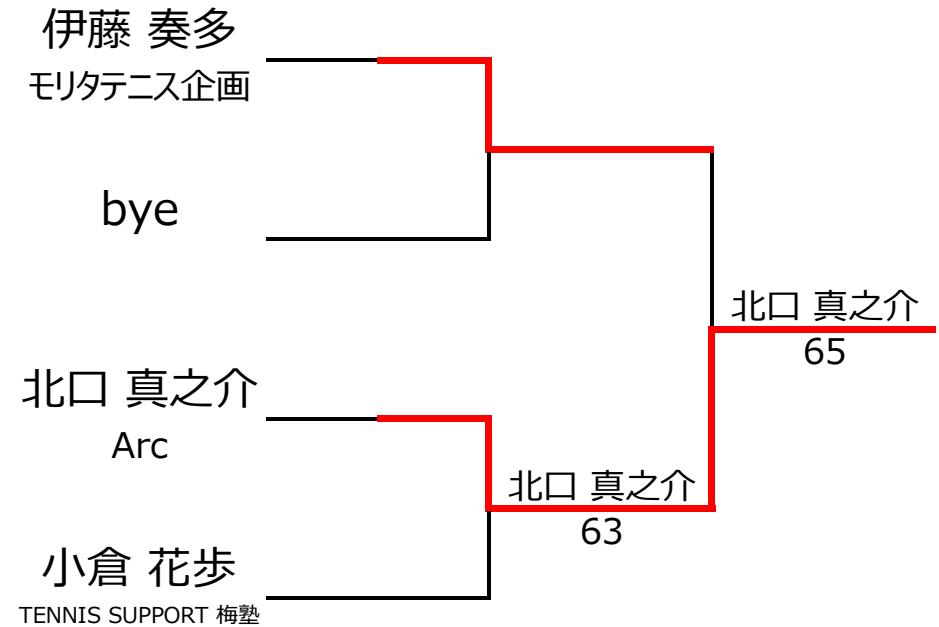 伊藤 奏多
モリタテニス企画
bye
北口 真之介
65
北口 真之介
Arc
北口 真之介
63
小倉 花歩
TENNIS SUPPORT 梅塾